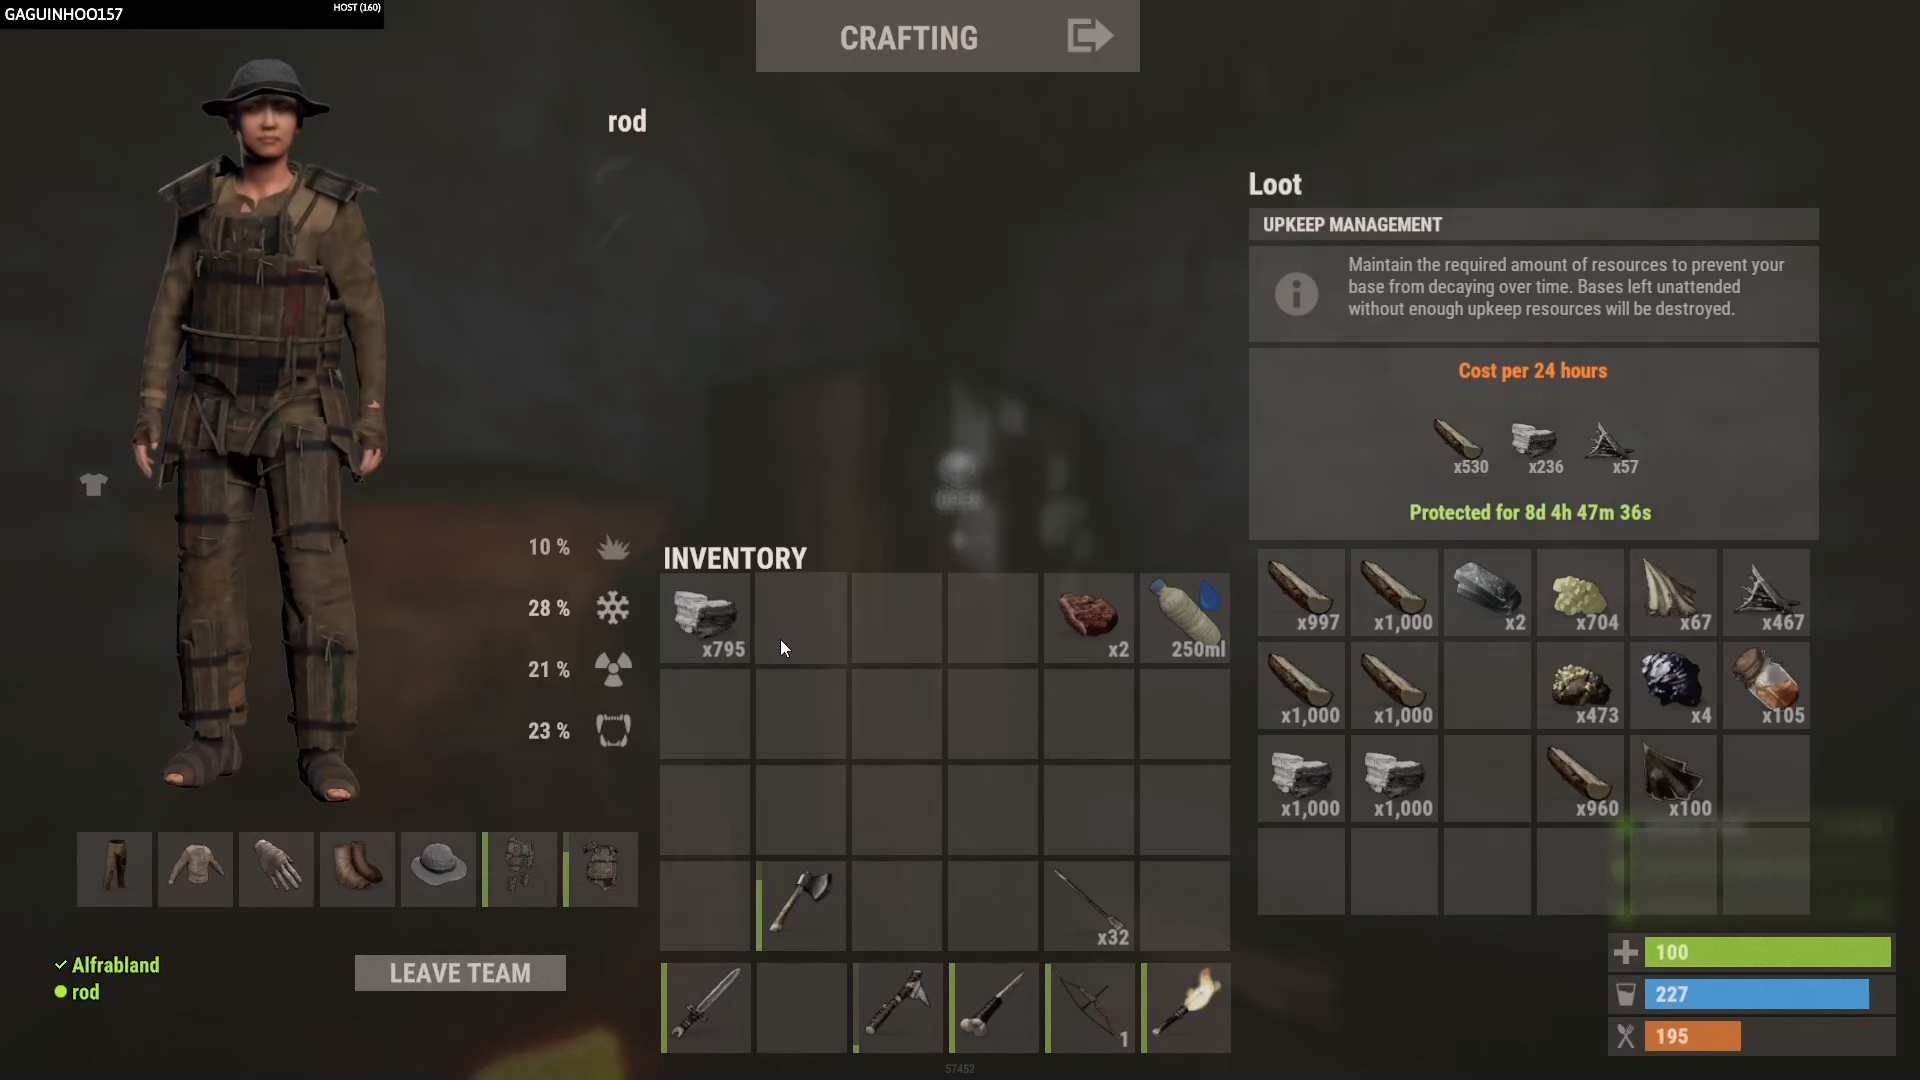 GAGUINHOO157
HOST (160)
CRAFTING
rod
Loot
UPKEEP MANAGEMENT
Maintain the required amount of resources to prevent your
base from decaying over time. Bases left unattended
without enough upkeep resources will be destroyed.
Cost per 24 hours
x530 x236 x57
Protected for 8d 4h 47m 36s
10 %
28 %
21 %
23 %
INVENTORY
x795 x2 250ml
x997 x1,000 x2 x704 x67 x467
x1,000 x1,000 x473 x4 x105
x1,000 x1,000 x960 x100
x32
1
Alfrabland
rod
LEAVE TEAM
100
227
195
57452